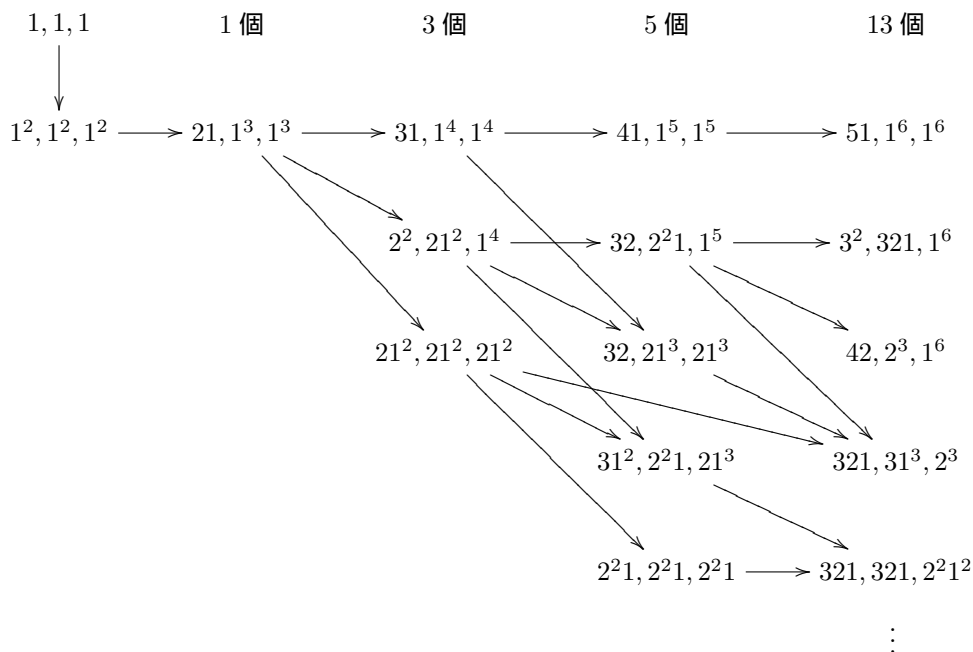 1, 1, 1 1 個 3 個 5 個 13 個
1², 1², 1² 21, 1³, 1³ 31, 1⁴, 1⁴ 41, 1⁵, 1⁵ 51, 1⁶, 1⁶
2², 21², 1⁴ 32, 2²1, 1⁵ 3², 321, 1⁶
21², 21², 21² 32, 21³, 21³ 42, 2³, 1⁶
31², 2²1, 21³ 321, 31³, 2³
2²1, 2²1, 2²1 321, 321, 2²1²
⋮